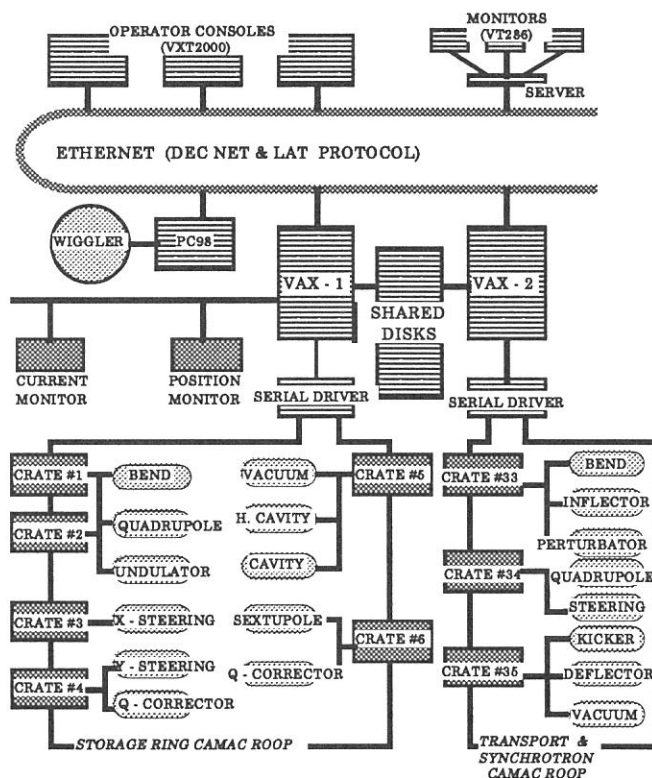 OPERATOR CONSOLES
(VXT2000)
MONITORS
(VT286)
SERVER
ETHERNET (DEC NET & LAT PROTOCOL)
WIGGLER
PC98
VAX - 1
VAX - 2
SHARED
DISKS
CURRENT
MONITOR
POSITION
MONITOR
SERIAL DRIVER
SERIAL DRIVER
CRATE #1
BEND
CRATE #2
QUADRUPOLE
UNDULATOR
CRATE #3
X - STEERING
CRATE #4
Y - STEERING
Q - CORRECTOR
VACUUM
CRATE #5
H. CAVITY
CAVITY
SEXTUPOLE
CRATE #6
Q - CORRECTOR
CRATE #33
BEND
INFLECTOR
PERTURBATOR
CRATE #34
QUADRUPOLE
STEERING
KICKER
CRATE #35
DEFLECTOR
VACUUM
STORAGE RING CAMAC ROOP
TRANSPORT &
SYNCHROTRON
CAMAC ROOP